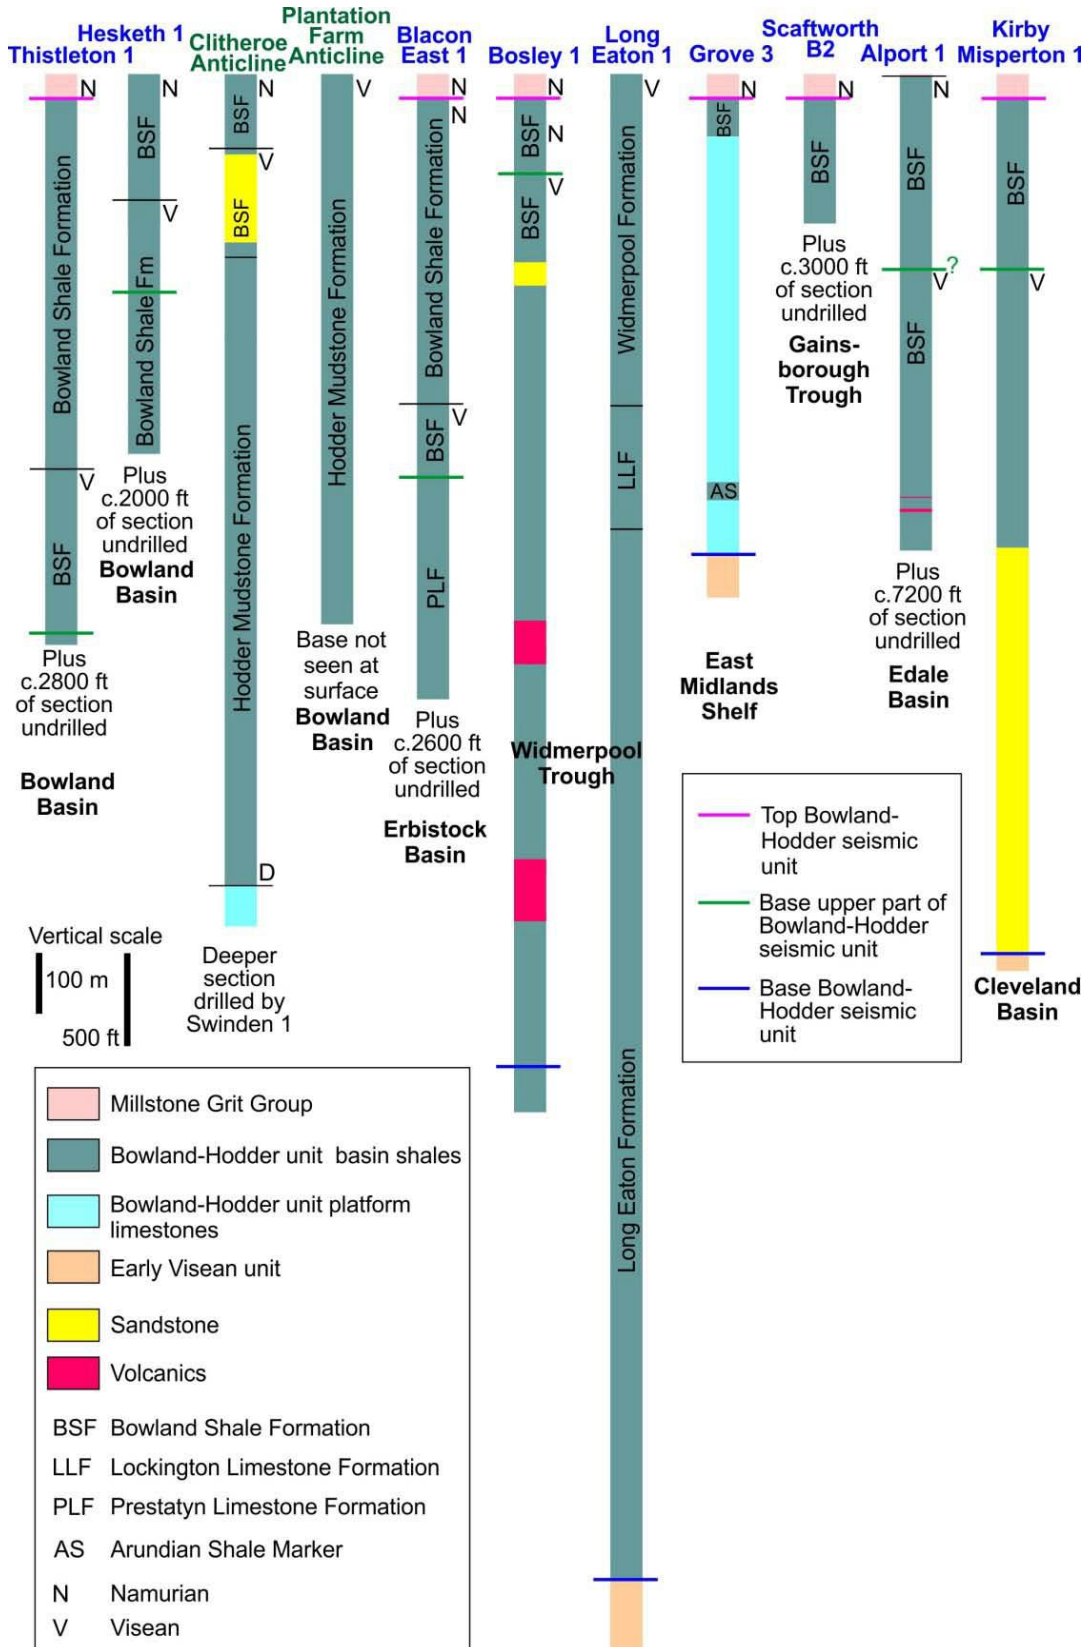 Thistleton 1
Hesketh 1
Clitheroe
Anticline
Plantation
Farm
Anticline
Blacon
East 1
Bosley 1
Long
Eaton 1
Grove 3
Scaftworth
B2
Alport 1
Kirby
Misperton 1
N
Bowland Shale Formation
V
BSF
Plus
c.2800 ft
of section
undrilled
Bowland
Basin
N
BSF
V
Bowland Shale Fm
Bowland Shale Fm
Plus
c.2000 ft
of section
undrilled
Bowland
Basin
N
BSF
V
BSF
Hodder Mudstone Formation
D
Deeper
section
drilled by
Swinden 1
V
Hodder Mudstone Formation
Base not
seen at
surface
Bowland
Basin
N
N
Bowland Shale Formation
V
BSF
PLF
Plus
c.2600 ft
of section
undrilled
Erbistock
Basin
N
BSF
N
V
BSF
Widmerpool
Trough
V
Widmerpool Formation
LLF
Long Eaton Formation
N
BSF
AS
East
Midlands
Shelf
N
BSF
Plus
c.3000 ft
of section
undrilled
Gains-
borough
Trough
N
BSF
?
V
BSF
Plus
c.7200 ft
of section
undrilled
Edale
Basin
BSF
V
Cleveland
Basin
Vertical scale
100 m
500 ft
Top Bowland-
Hodder seismic
unit
Base upper part of
Bowland-Hodder
seismic unit
Base Bowland-
Hodder seismic
unit
Millstone Grit Group
Bowland-Hodder unit basin shales
Bowland-Hodder unit platform
limestones
Early Visean unit
Sandstone
Volcanics
BSF Bowland Shale Formation
LLF Lockington Limestone Formation
PLF Prestatyn Limestone Formation
AS Arundian Shale Marker
N Namurian
V Visean